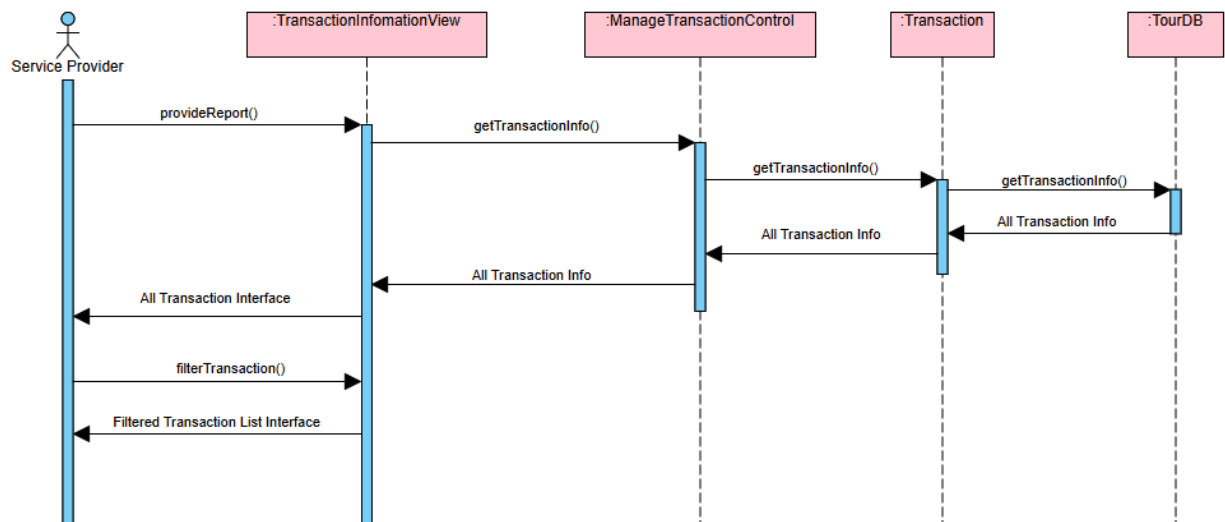 :TransactionInfomationView
:ManageTransactionControl
:Transaction
:TourDB
Service Provider
provideReport()
getTransactionInfo()
getTransactionInfo()
getTransactionInfo()
All Transaction Info
All Transaction Info
All Transaction Info
All Transaction Interface
filterTransaction()
Filtered Transaction List Interface